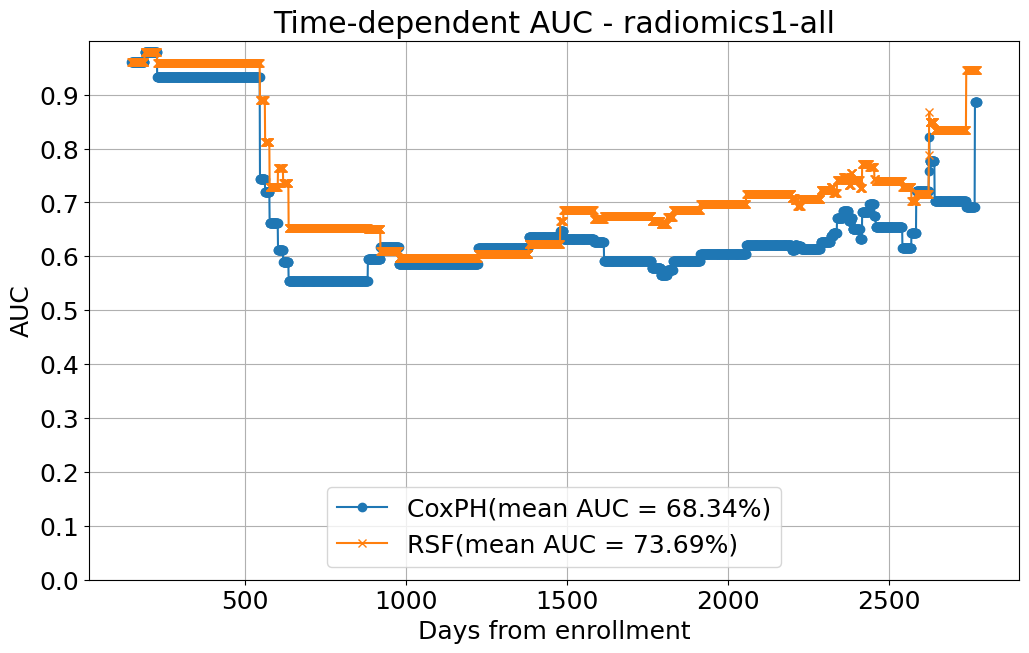 Time-dependent AUC - radiomics1-all
AUC
0.9
0.8
0.7
0.6
0.5
0.4
0.3
0.2
0.1
0.0
CoxPH(mean AUC = 68.34%)
RSF(mean AUC = 73.69%)
500 1000 1500 2000 2500
Days from enrollment